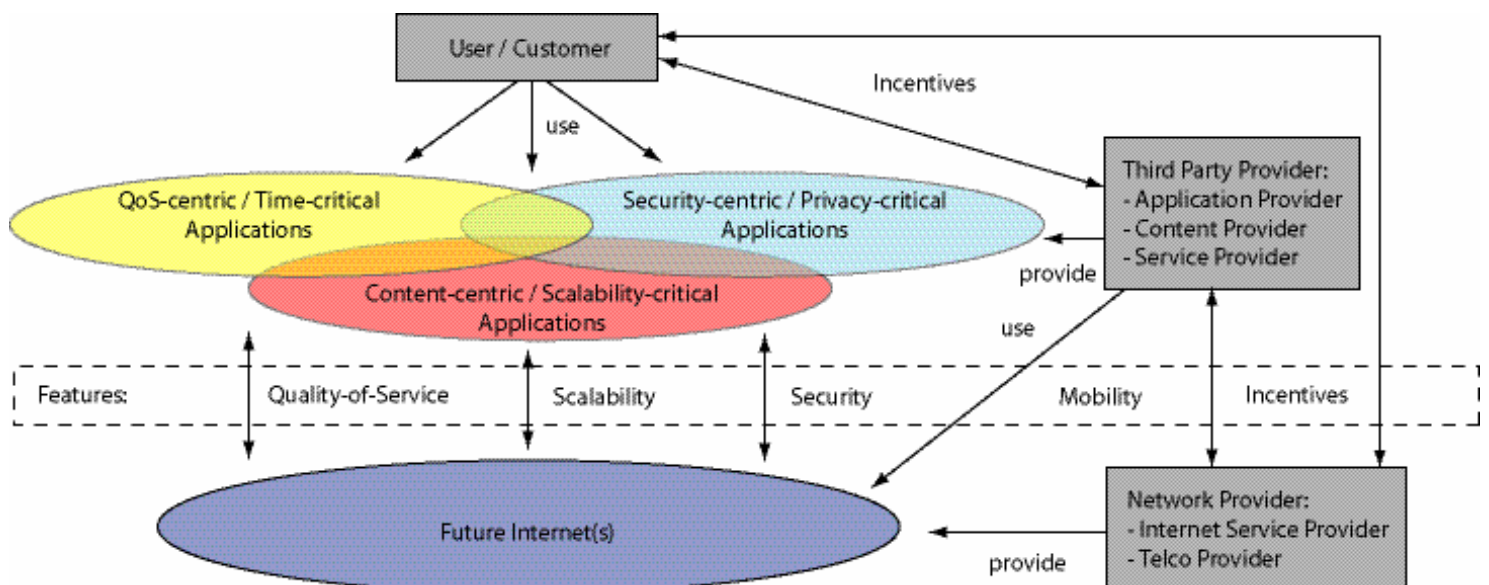 User / Customer
Incentives
use
Third Party Provider:
- Application Provider
- Content Provider
- Service Provider
QoS-centric / Time-critical
Applications
Security-centric / Privacy-critical
Applications
provide
Content-centric / Scalability-critical
Applications
use
Features:
Quality-of-Service
Scalability
Security
Mobility
Incentives
Future Internet(s)
provide
Network Provider:
- Internet Service Provider
- Telco Provider